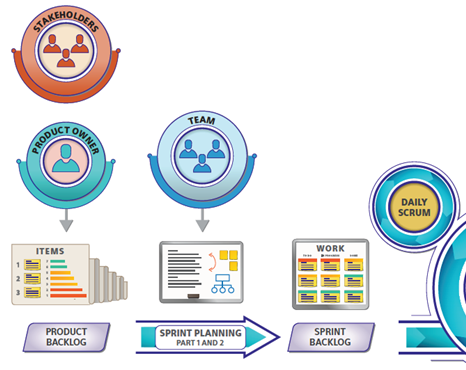 STAKEHOLDERS
PRODUCT OWNER
TEAM
DAILY
SCRUM
ITEMS
1
2
3
WORK
PRODUCT
BACKLOG
SPRINT PLANNING
PART 1 AND 2
SPRINT
BACKLOG